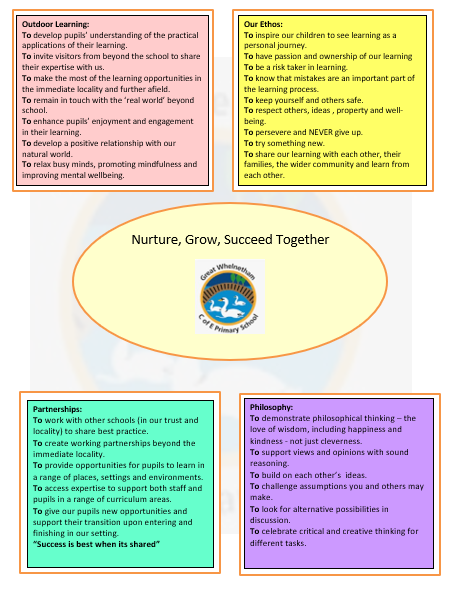 Outdoor Learning:
To develop pupils' understanding of the practical
applications of their learning.
To invite visitors from beyond the school to share
their expertise with us.
To make the most of the learning opportunities in
the immediate locality and further afield.
To remain in touch with the 'real world' beyond
school.
To enhance pupils' enjoyment and engagement
in their learning.
To develop a positive relationship with our
natural world.
To relax busy minds, promoting mindfulness and
improving mental wellbeing.
Our Ethos:
To inspire our children to see learning as a
personal journey.
To have passion and ownership of our learning
To be a risk taker in learning.
To know that mistakes are an important part of
the learning process.
To keep yourself and others safe.
To respect others, ideas , property and well-
being.
To persevere and NEVER give up.
To try something new.
To share our learning with each other, their
families, the wider community and learn from
each other.
Nurture, Grow, Succeed Together
Great Whelnetham
C of E Primary School
Partnerships:
To work with other schools (in our trust and
locality) to share best practice.
To create working partnerships beyond the
immediate locality.
To provide opportunities for pupils to learn in
a range of places, settings and environments.
To access expertise to support both staff and
pupils in a range of curriculum areas.
To give our pupils new opportunities and
support their transition upon entering and
finishing in our setting.
"Success is best when its shared"
Philosophy:
To demonstrate philosophical thinking – the
love of wisdom, including happiness and
kindness - not just cleverness.
To support views and opinions with sound
reasoning.
To build on each other's ideas.
To challenge assumptions you and others may
make.
To look for alternative possibilities in
discussion.
To celebrate critical and creative thinking for
different tasks.